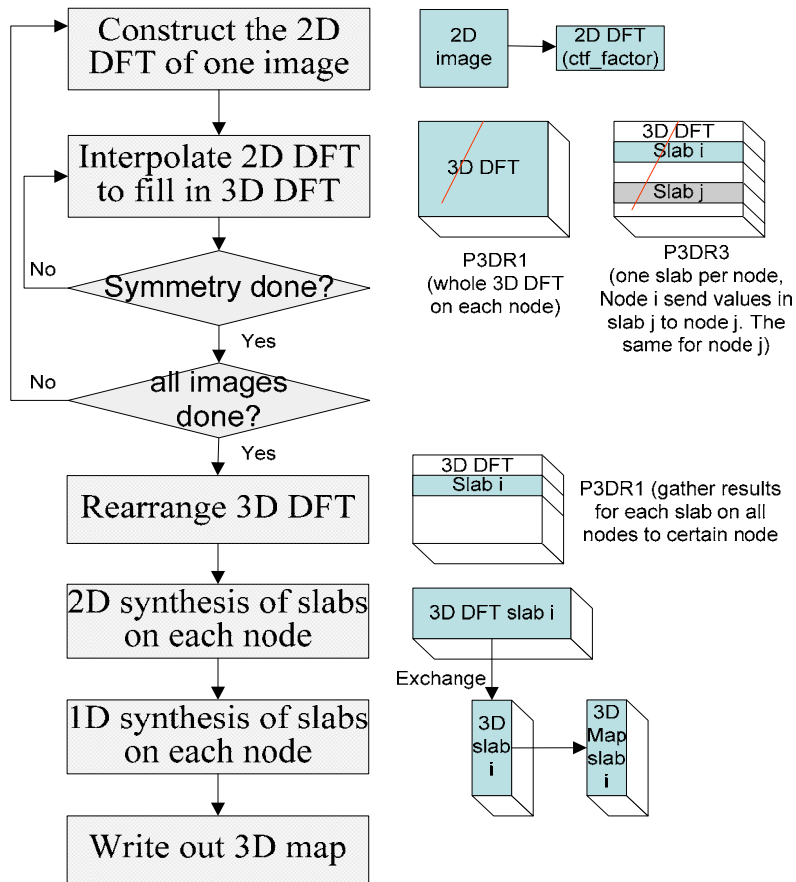 Construct the 2D
DFT of one image
2D
image
2D DFT
(ctf_factor)
Interpolate 2D DFT
to fill in 3D DFT
3D DFT
P3DR1
(whole 3D DFT
on each node)
3D DFT
Slab i
Slab j
P3DR3
(one slab per node,
Node i send values in
slab j to node j. The
same for node j)
No
Symmetry done?
Yes
No
all images
done?
Yes
Rearrange 3D DFT
3D DFT
Slab i
P3DR1 (gather results
for each slab on all
nodes to certain node
2D synthesis of slabs
on each node
3D DFT slab i
Exchange
1D synthesis of slabs
on each node
3D
slab
i
3D
Map
slab
i
Write out 3D map